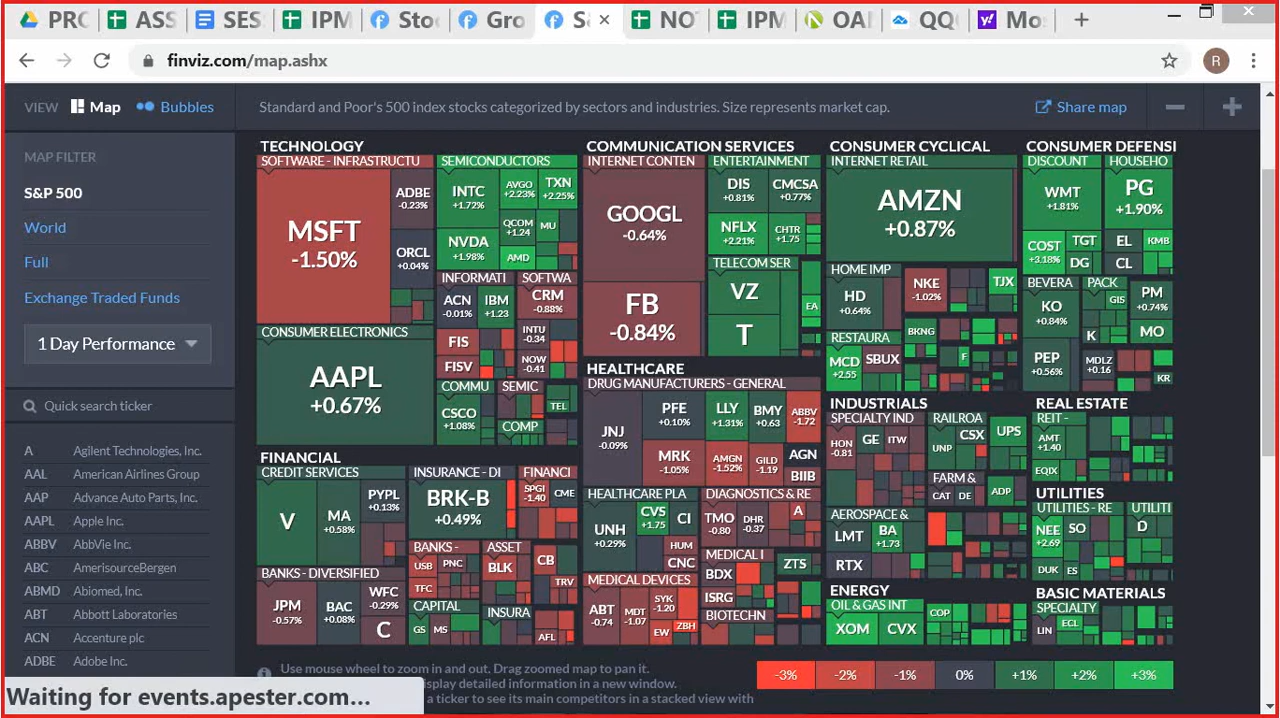 PRO
ASS
SES
IPM
Sto
Gro
S&
NO
IPM
OAN
QQ
Mos
finviz.com/map.ashx
R
VIEW Map Bubbles
Standard and Poor's 500 index stocks categorized by sectors and industries. Size represents market cap.
Share map
MAP FILTER
S&P 500
World
Full
Exchange Traded Funds
1 Day Performance
Quick search ticker
A Agilent Technologies, Inc.
AAL American Airlines Group
AAP Advance Auto Parts, Inc.
AAPL Apple Inc.
ABBV AbbVie Inc.
ABC AmerisourceBergen
ABMD Abiomed, Inc.
ABT Abbott Laboratories
ACN Accenture plc
ADBE Adobe Inc.
TECHNOLOGY
SOFTWARE - INFRASTRUCTU
MSFT
-1.50%
ADBE
-0.23%
ORCL
+0.04%
SEMICONDUCTORS
INTC
+1.72%
AVGO
+2.23%
TXN
+2.25%
QCOM
+1.24
MU
NVDA
+1.98%
AMD
INFORMATI
ACN
-0.01%
IBM
+1.23
FIS
FISV
SOFTWA
CRM
-0.88%
INTU
-0.34
NOW
-0.41
CONSUMER ELECTRONICS
AAPL
+0.67%
COMMU
CSCO
+1.08%
SEMIC
TEL
COMP
COMMUNICATION SERVICES
INTERNET CONTEN
GOOGL
-0.64%
FB
-0.84%
ENTERTAINMENT
DIS
+0.81%
CMCSA
+0.77%
NFLX
+2.21%
CHTR
+1.75
TELECOM SER
VZ
T
EA
CONSUMER CYCLICAL
INTERNET RETAIL
AMZN
+0.87%
HOME IMP
HD
+0.64%
NKE
-1.02%
TJX
RESTAURA
MCD
+2.55
SBUX
BKNG
F
CONSUMER DEFENSI
DISCOUNT
WMT
+1.81%
COST
+3.18%
TGT
DG
HOUSEHO
PG
+1.90%
EL
KMB
CL
BEVERA
KO
+0.84%
PEP
+0.56%
PACK
GIS
K
MDLZ
+0.16
PM
+0.74%
MO
KR
FINANCIAL
CREDIT SERVICES
V
MA
+0.58%
PYPL
+0.13%
INSURANCE - DI
BRK-B
+0.49%
FINANCI
SPGI
-1.40
CME
BANKS - DIVERSIFIED
JPM
-0.57%
BAC
+0.08%
WFC
-0.29%
C
BANKS -
USB
PNC
TFC
ASSET
BLK
CB
TRV
CAPITAL
GS
MS
INSURA
AFL
HEALTHCARE
DRUG MANUFACTURERS - GENERAL
JNJ
-0.09%
PFE
+0.10%
LLY
+1.31%
BMY
+0.63
ABBV
-1.72
MRK
-1.05%
AMGN
-1.52%
GILD
-1.19
AGN
BIIB
HEALTHCARE PLA
UNH
+0.29%
CVS
+1.75
CI
HUM
CNC
DIAGNOSTICS & RE
TMO
-0.80
DHR
-0.37
A
MEDICAL I
BDX
ISRG
ZTS
MEDICAL DEVICES
ABT
-0.74
MDT
-1.07
SYK
-1.20
EW
ZBH
BIOTECHN
INDUSTRIALS
SPECIALTY IND
HON
-0.81
GE
ITW
RAILROA
UNP
CSX
UPS
FARM &
CAT
DE
ADP
AEROSPACE &
LMT
BA
+1.73
RTX
REAL ESTATE
REIT -
AMT
+1.40
EQIX
UTILITIES
UTILITIES - RE
NEE
+2.69
SO
DUK
ES
UTILITI
D
ENERGY
OIL & GAS INT
XOM
CVX
COP
BASIC MATERIALS
SPECIALTY
LIN
ECL
Use mouse wheel to zoom in and out. Drag zoomed map to pan it.
display detailed information in a new window.
a ticker to see its main competitors in a stacked view with
-3% -2% -1% 0% +1% +2% +3%
Waiting for events.apester.com...